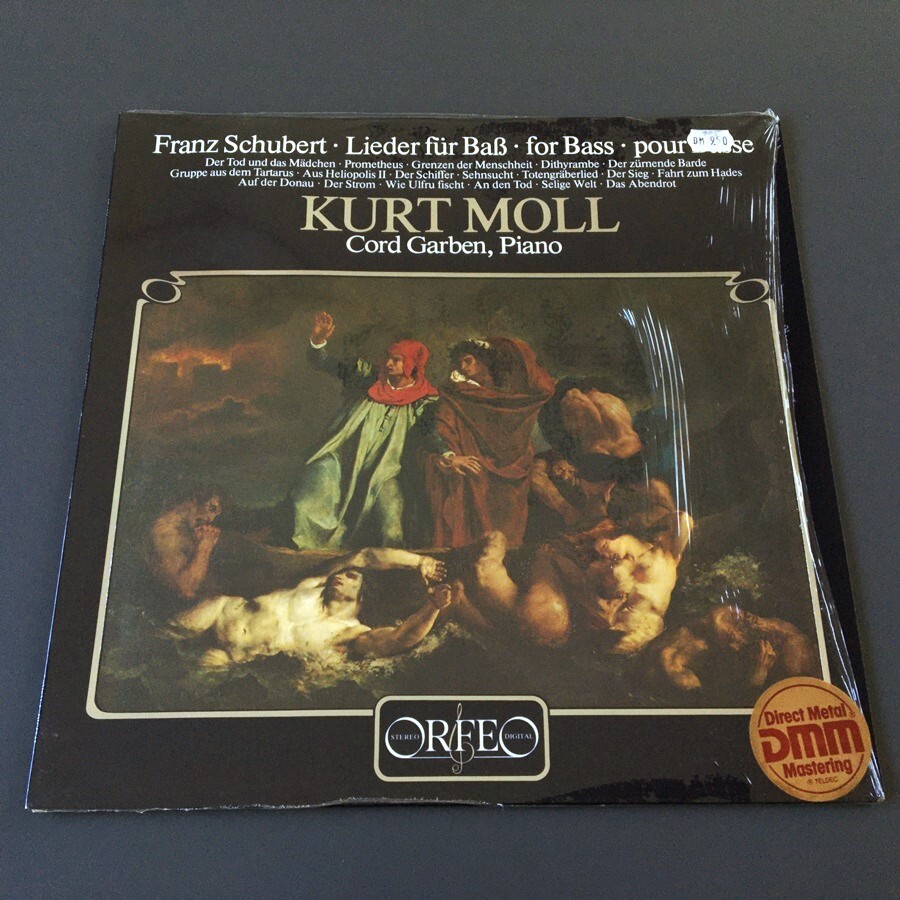 Franz Schubert · Lieder für Baß · for Bass · pour
DM 9.50
Der Tod und das Mädchen · Prometheus · Grenzen der Menschheit · Dithyrambe · Der zürnende Barde
Gruppe aus dem Tartarus · Aus Heliopolis II · Der Schiffer · Sehnsucht · Totengräberlied · Der Sieg · Fahrt zum Hades
Auf der Donau · Der Strom · Wie Ulfru fischt · An den Tod · Selige Welt · Das Abendrot
KURT MOLL
Cord Garben, Piano
STEREO ORFEO DIGITAL
Direct Metal
DMM
Mastering
℗ TELDEC